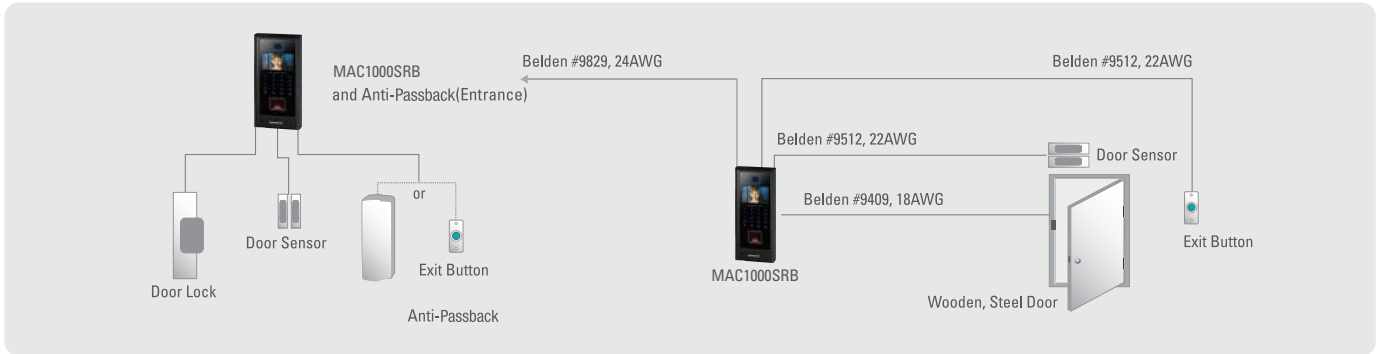 MAC1000SRB
and Anti-Passback(Entrance)
Door Lock
Door Sensor
or
Exit Button
Anti-Passback
Belden #9829, 24AWG
Belden #9512, 22AWG
Belden #9512, 22AWG
Door Sensor
Belden #9409, 18AWG
MAC1000SRB
Wooden, Steel Door
Exit Button